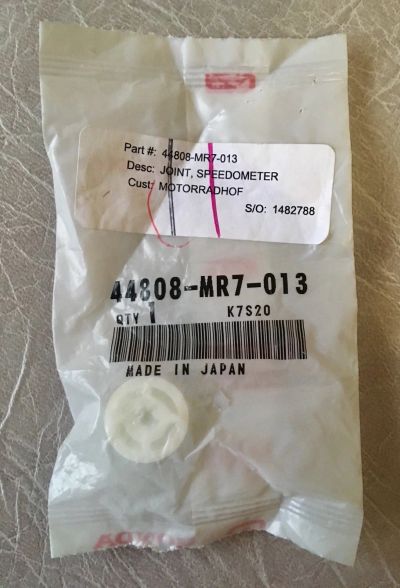 Part #: 44808-MR7-013
Desc: JOINT, SPEEDOMETER
Cust: MOTORRADHOF
S/O: 1482788
44808-MR7-013
QTY 1 K7S20
MADE IN JAPAN